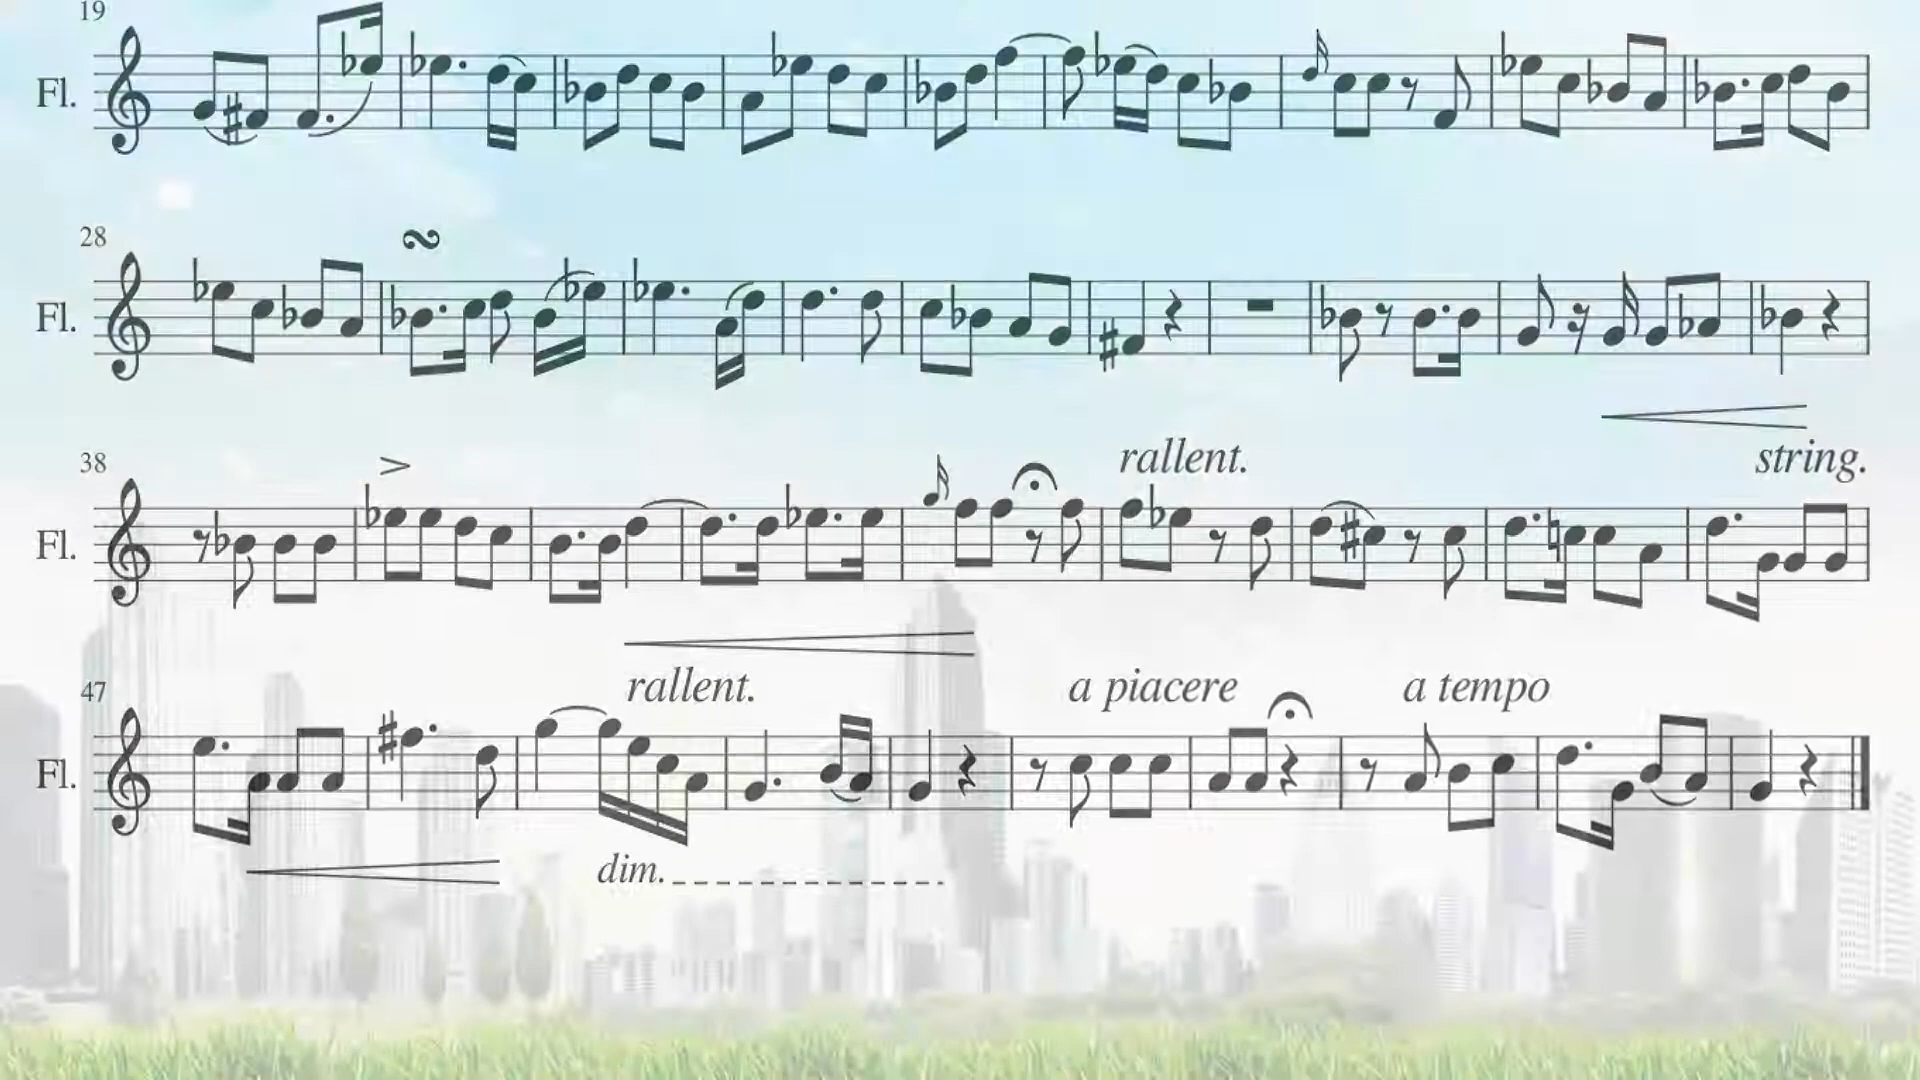 19
Fl.
28
Fl.
rallent. string.
38
Fl.
rallent. a piacere a tempo
47
Fl.
dim.